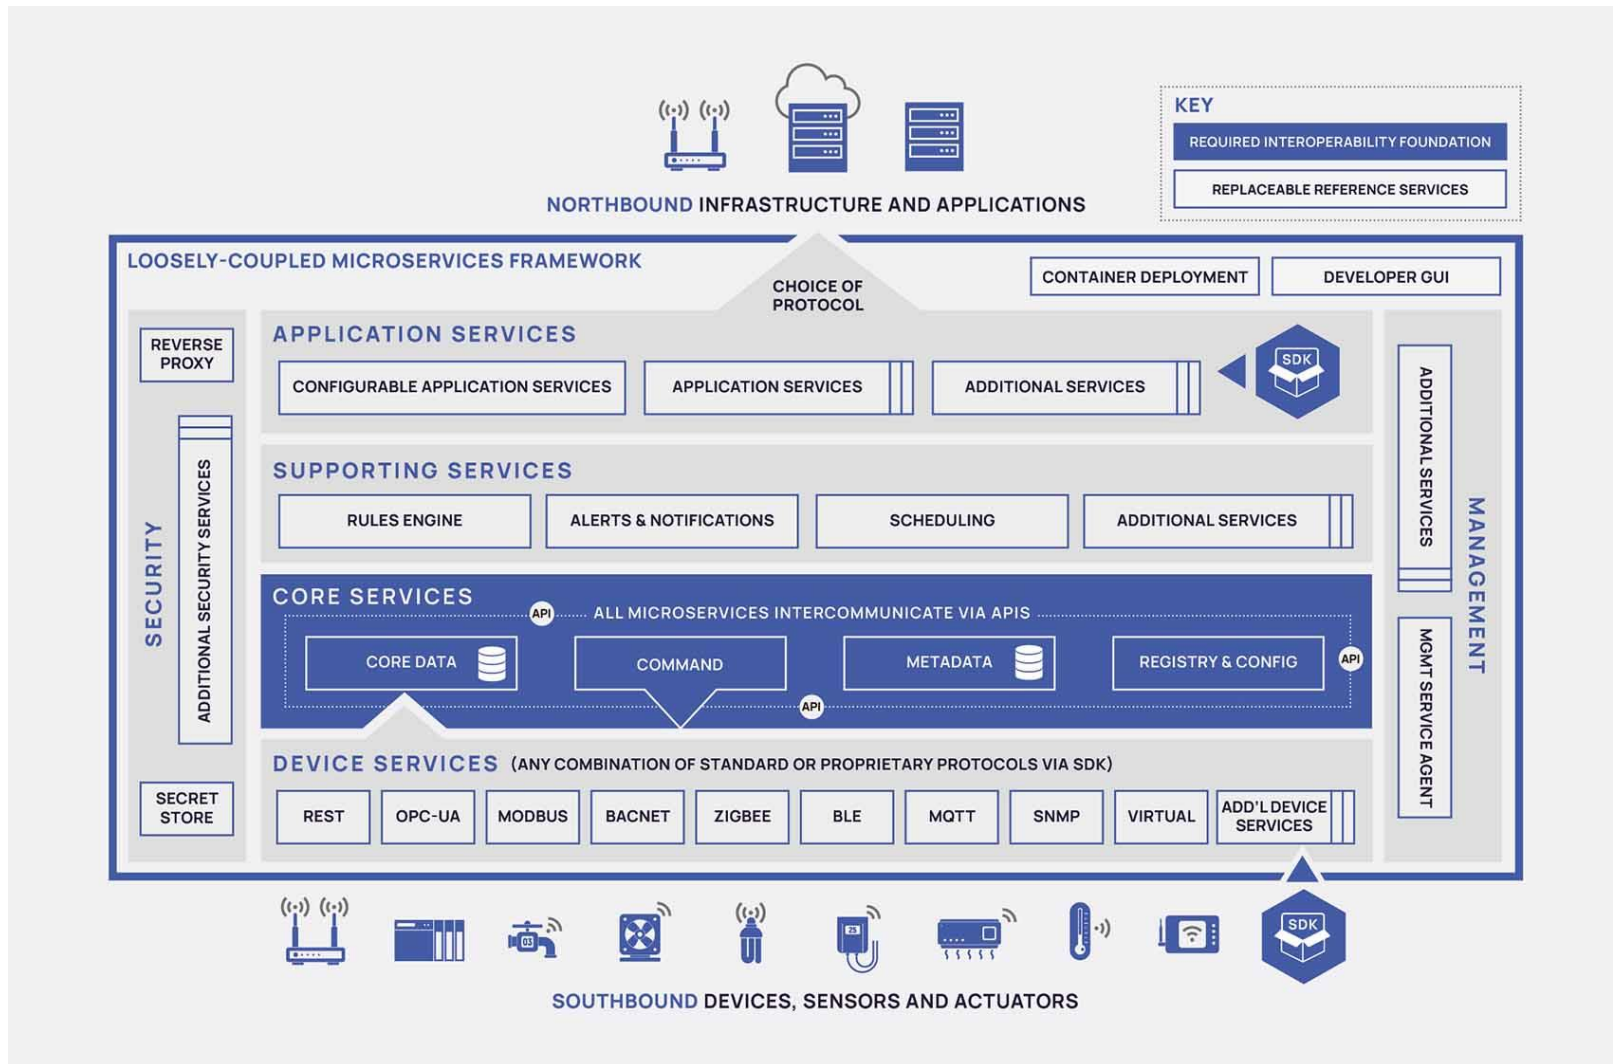 KEY
REQUIRED INTEROPERABILITY FOUNDATION
REPLACEABLE REFERENCE SERVICES
NORTHBOUND INFRASTRUCTURE AND APPLICATIONS
LOOSELY-COUPLED MICROSERVICES FRAMEWORK
CHOICE OF
PROTOCOL
CONTAINER DEPLOYMENT
DEVELOPER GUI
REVERSE
PROXY
SECURITY
ADDITIONAL SECURITY SERVICES
SECRET
STORE
APPLICATION SERVICES
CONFIGURABLE APPLICATION SERVICES
APPLICATION SERVICES
ADDITIONAL SERVICES
SDK
SUPPORTING SERVICES
RULES ENGINE
ALERTS & NOTIFICATIONS
SCHEDULING
ADDITIONAL SERVICES
CORE SERVICES
API
ALL MICROSERVICES INTERCOMMUNICATE VIA APIS
CORE DATA
COMMAND
METADATA
REGISTRY & CONFIG
API
API
DEVICE SERVICES (ANY COMBINATION OF STANDARD OR PROPRIETARY PROTOCOLS VIA SDK)
REST
OPC-UA
MODBUS
BACNET
ZIGBEE
BLE
MQTT
SNMP
VIRTUAL
ADD'L DEVICE
SERVICES
ADDITIONAL SERVICES
MANAGEMENT
MGMT SERVICE AGENT
03
25
SDK
SOUTHBOUND DEVICES, SENSORS AND ACTUATORS